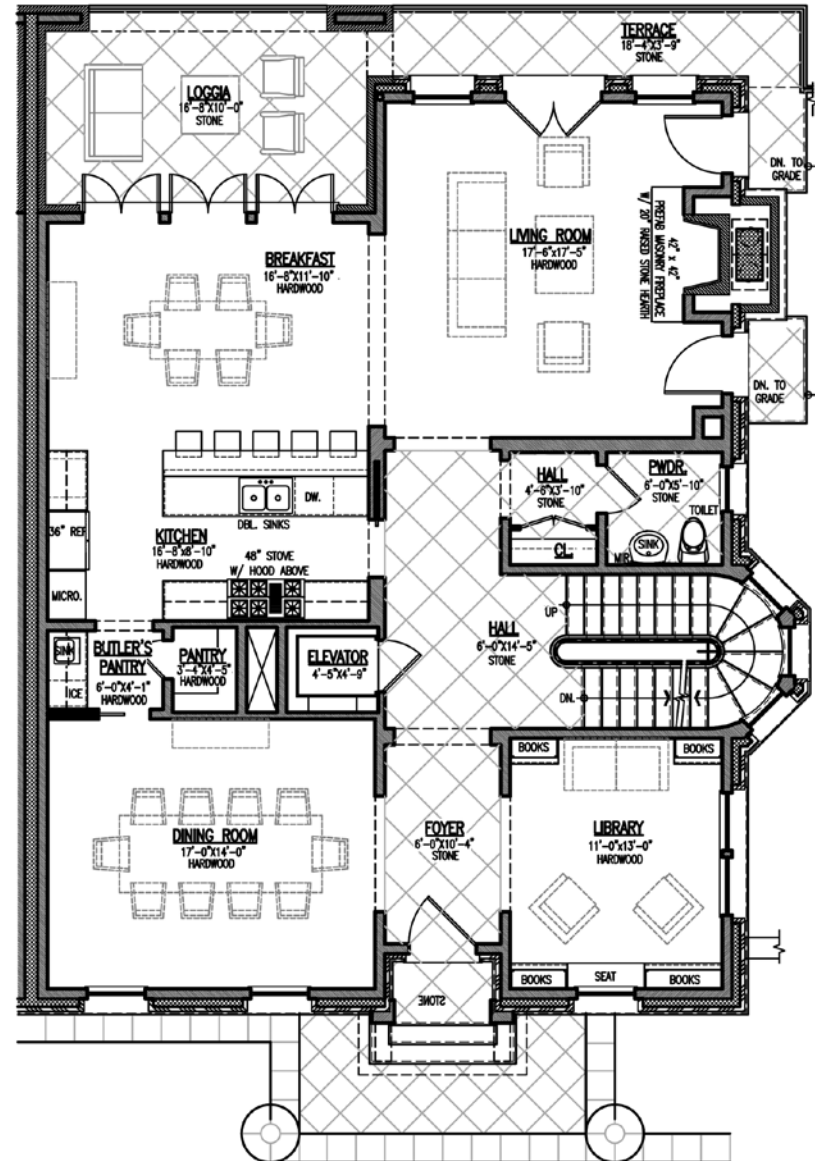 TERRACE
18'-4"X3'-9"
STONE
LOGGIA
16'-8"X10'-0"
STONE
DN. TO
GRADE
LIVING ROOM
17'-6"X17'-5"
HARDWOOD
42" x 42"
PREFAB MASONRY FIREPLACE
W/ 20" RAISED STONE HEARTH
BREAKFAST
16'-8"X11'-10"
HARDWOOD
DN. TO
GRADE
HALL
4'-6"X3'-10"
STONE
PWDR.
6'-0"X5'-10"
STONE
TOILET
SINK
MIR.
CL.
DW.
DBL. SINKS
36" REF
KITCHEN
16'-8"x8'-10"
HARDWOOD
48" STOVE
W/ HOOD ABOVE
MICRO.
UP
HALL
6'-0"X14'-5"
STONE
DN.
SINK
ICE
BUTLER'S
PANTRY
6'-0"X4'-1"
HARDWOOD
PANTRY
3'-4"X4'-5"
HARDWOOD
ELEVATOR
4'-5"X4'-9"
BOOKS
BOOKS
DINING ROOM
17'-0"X14'-0"
HARDWOOD
FOYER
6'-0"X10'-4"
STONE
LIBRARY
11'-0"X13'-0"
HARDWOOD
BOOKS
SEAT
BOOKS
STONE